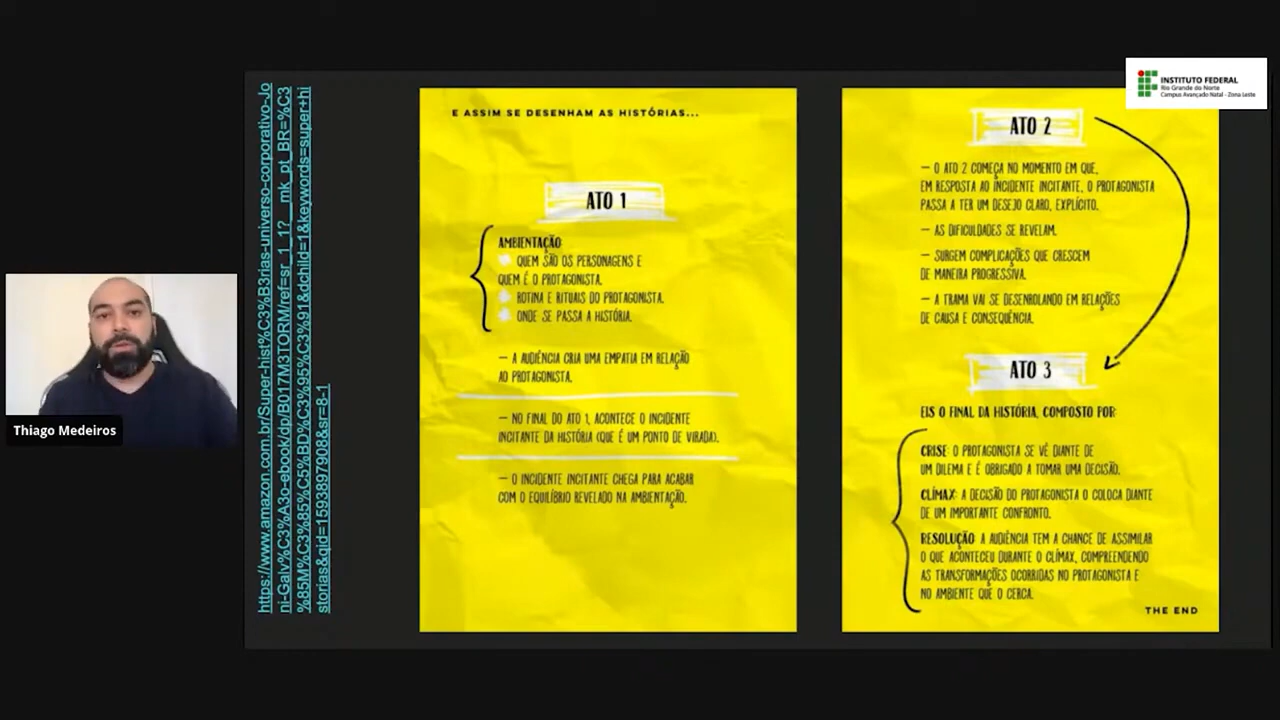 INSTITUTO FEDERAL
Rio Grande do Norte
Campus Avançado Natal - Zona Leste
Thiago Medeiros
https://www.amazon.com.br/Super-hist%C3%B3rias-universo-corporativo-Jo
ni-Galv%C3%A3o-ebook/dp/B017M3TORM/ref=sr_1_1?__mk_pt_BR=%C3
%85M%C3%85%C5%BD%C3%95%C3%91&dchild=1&keywords=super+hi
storias&qid=1593897908&sr=8-1
E ASSIM SE DESENHAM AS HISTÓRIAS...
ATO 1
AMBIENTAÇÃO:
QUEM SÃO OS PERSONAGENS E
QUEM É O PROTAGONISTA.
ROTINA E RITUAIS DO PROTAGONISTA.
ONDE SE PASSA A HISTÓRIA.
— A AUDIÊNCIA CRIA UMA EMPATIA EM RELAÇÃO
AO PROTAGONISTA.
— NO FINAL DO ATO 1, ACONTECE O INCIDENTE
INCITANTE DA HISTÓRIA (QUE É UM PONTO DE VIRADA).
— O INCIDENTE INCITANTE CHEGA PARA ACABAR
COM O EQUILÍBRIO REVELADO NA AMBIENTAÇÃO.
ATO 2
— O ATO 2 COMEÇA NO MOMENTO EM QUE,
EM RESPOSTA AO INCIDENTE INCITANTE, O PROTAGONISTA
PASSA A TER UM DESEJO CLARO, EXPLÍCITO.
— AS DIFICULDADES SE REVELAM.
— SURGEM COMPLICAÇÕES QUE CRESCEM
DE MANEIRA PROGRESSIVA.
— A TRAMA VAI SE DESENROLANDO EM RELAÇÕES
DE CAUSA E CONSEQUÊNCIA.
ATO 3
EIS O FINAL DA HISTÓRIA, COMPOSTO POR:
CRISE: O PROTAGONISTA SE VÊ DIANTE DE
UM DILEMA E É OBRIGADO A TOMAR UMA DECISÃO.
CLÍMAX: A DECISÃO DO PROTAGONISTA O COLOCA DIANTE
DE UM IMPORTANTE CONFRONTO.
RESOLUÇÃO: A AUDIÊNCIA TEM A CHANCE DE ASSIMILAR
O QUE ACONTECEU DURANTE O CLÍMAX, COMPREENDENDO
AS TRANSFORMAÇÕES OCORRIDAS NO PROTAGONISTA E
NO AMBIENTE QUE O CERCA.
THE END